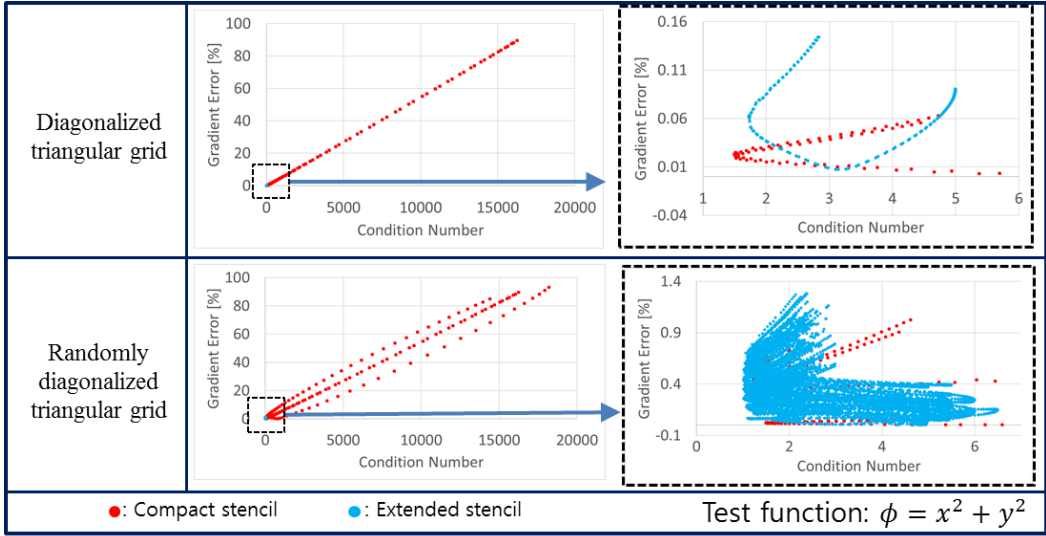 Diagonalized
triangular grid
Gradient Error [%]
100
80
60
40
20
0
0 5000 10000 15000 20000
Condition Number
Gradient Error [%]
0.16
0.11
0.06
0.01
-0.04
1 2 3 4 5 6
Condition Number
Randomly
diagonalized
triangular grid
Gradient Error [%]
100
80
60
40
20
0
0 5000 10000 15000 20000
Condition Number
Gradient Error [%]
1.4
0.9
0.4
-0.1
0 2 4 6
Condition Number
: Compact stencil : Extended stencil Test function: ϕ = x² + y²